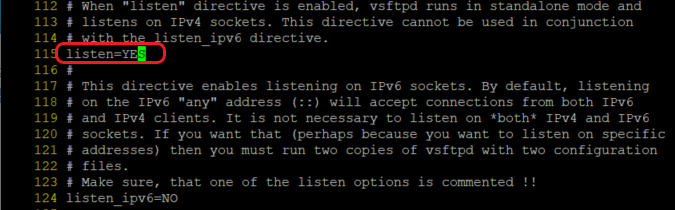 112 # When "listen" directive is enabled, vsftpd runs in standalone mode and
113 # listens on IPv4 sockets. This directive cannot be used in conjunction
114 # with the listen_ipv6 directive.
115 listen=YES
116 #
117 # This directive enables listening on IPv6 sockets. By default, listening
118 # on the IPv6 "any" address (::) will accept connections from both IPv6
119 # and IPv4 clients. It is not necessary to listen on *both* IPv4 and IPv6
120 # sockets. If you want that (perhaps because you want to listen on specific
121 # addresses) then you must run two copies of vsftpd with two configuration
122 # files.
123 # Make sure, that one of the listen options is commented !!
124 listen_ipv6=NO